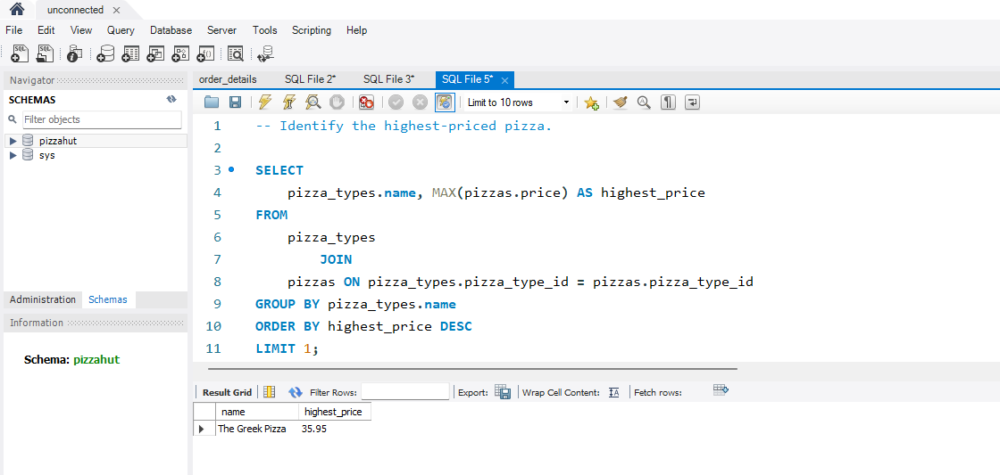 unconnected
File Edit View Query Database Server Tools Scripting Help
Navigator
SCHEMAS
Filter objects
pizzahut
sys
Administration Schemas
Information
Schema: pizzahut
order_details SQL File 2* SQL File 3* SQL File 5*
Limit to 10 rows
1 -- Identify the highest-priced pizza.
2
3 SELECT
4 pizza_types.name, MAX(pizzas.price) AS highest_price
5 FROM
6 pizza_types
7 JOIN
8 pizzas ON pizza_types.pizza_type_id = pizzas.pizza_type_id
9 GROUP BY pizza_types.name
10 ORDER BY highest_price DESC
11 LIMIT 1;
Result Grid Filter Rows: Export: Wrap Cell Content: Fetch rows:
name highest_price
The Greek Pizza 35.95